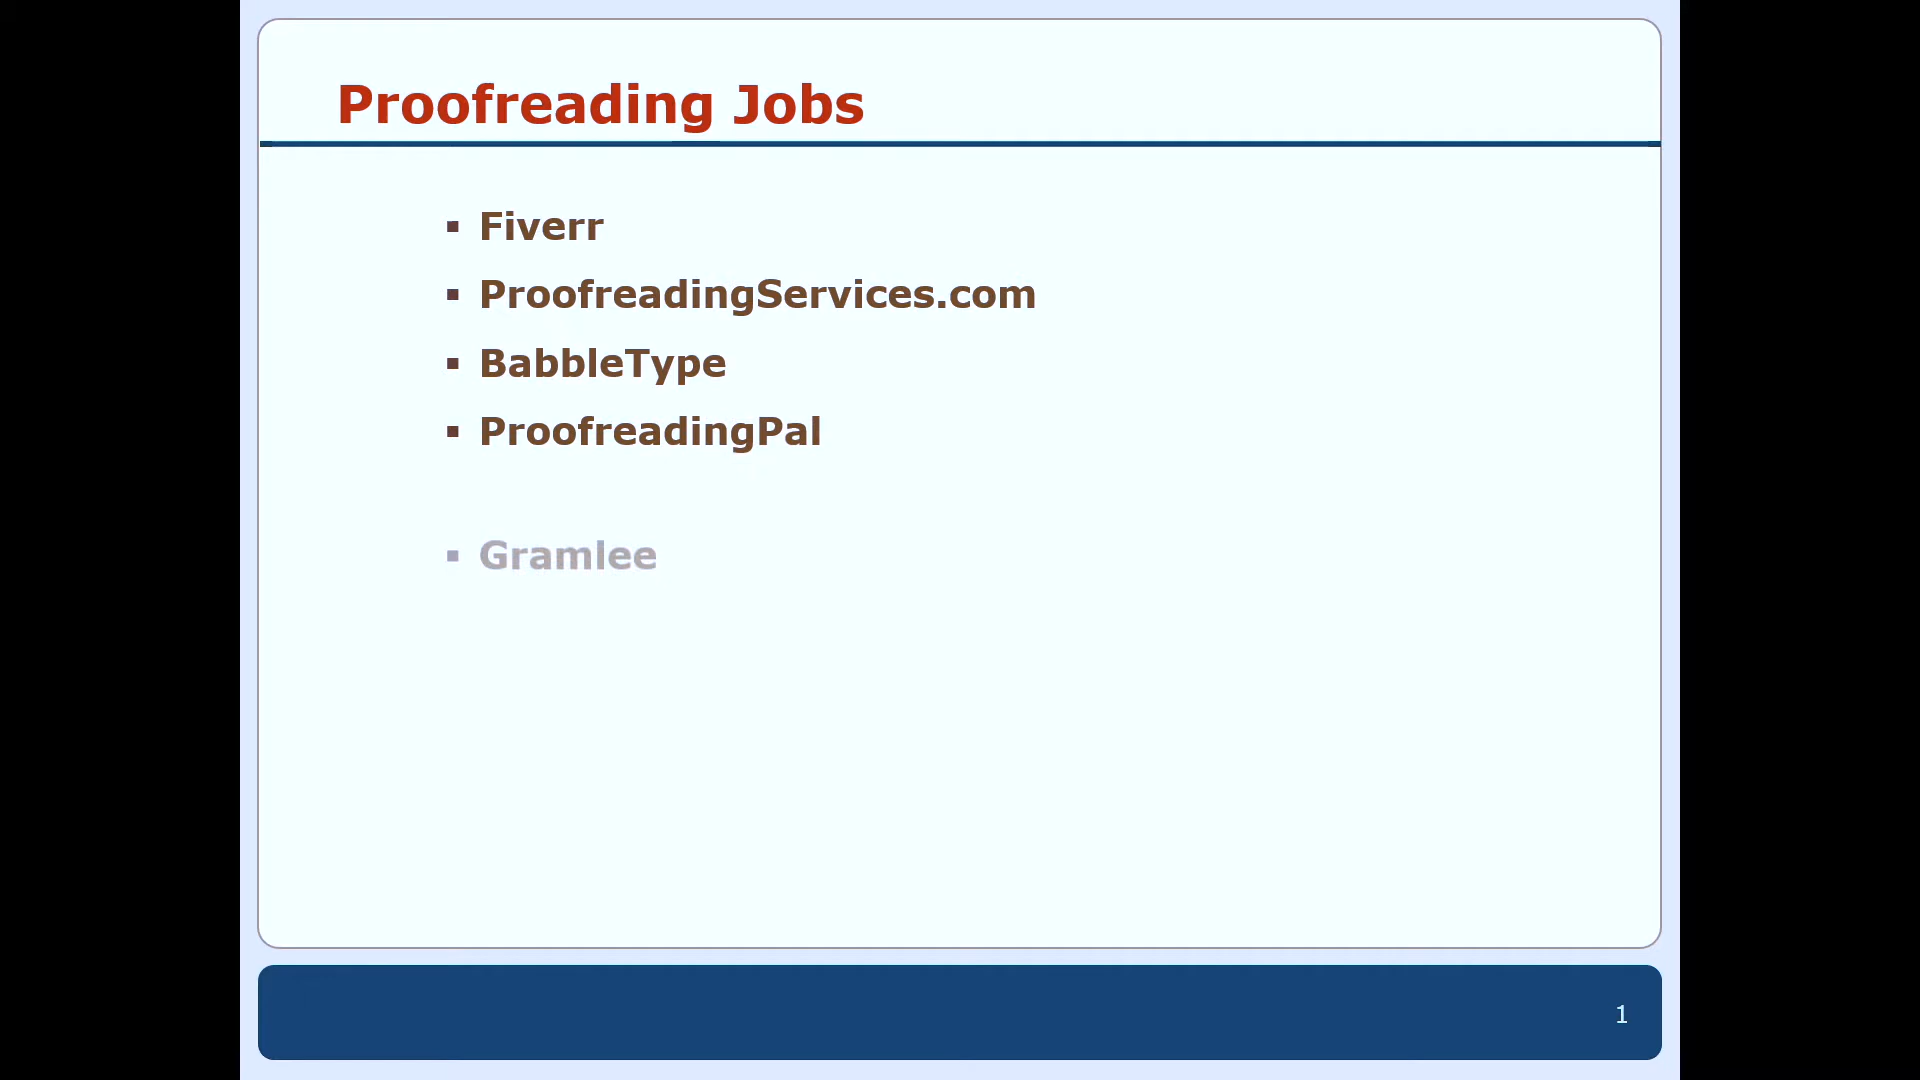 Proofreading Jobs
▪ Fiverr
▪ ProofreadingServices.com
▪ BabbleType
▪ ProofreadingPal
▪ Gramlee
1